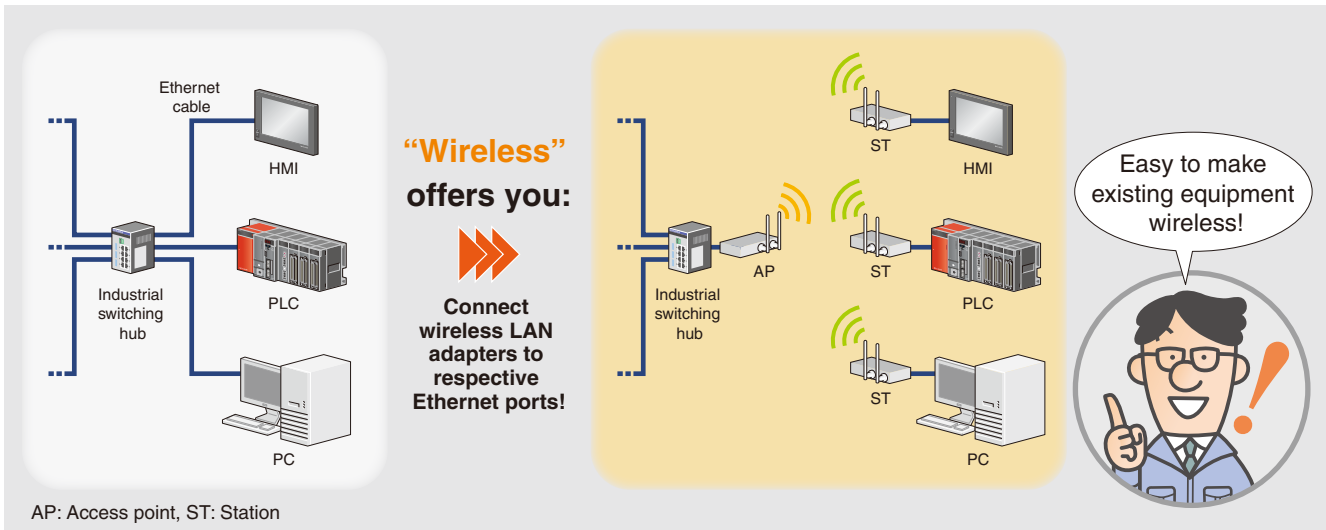 Ethernet
cable
HMI
Industrial
switching
hub
PLC
PC
“Wireless”
offers you:
Connect
wireless LAN
adapters to
respective
Ethernet ports!
ST
HMI
Industrial
switching
hub
AP
ST
PLC
ST
PC
Easy to make
existing equipment
wireless!
AP: Access point, ST: Station